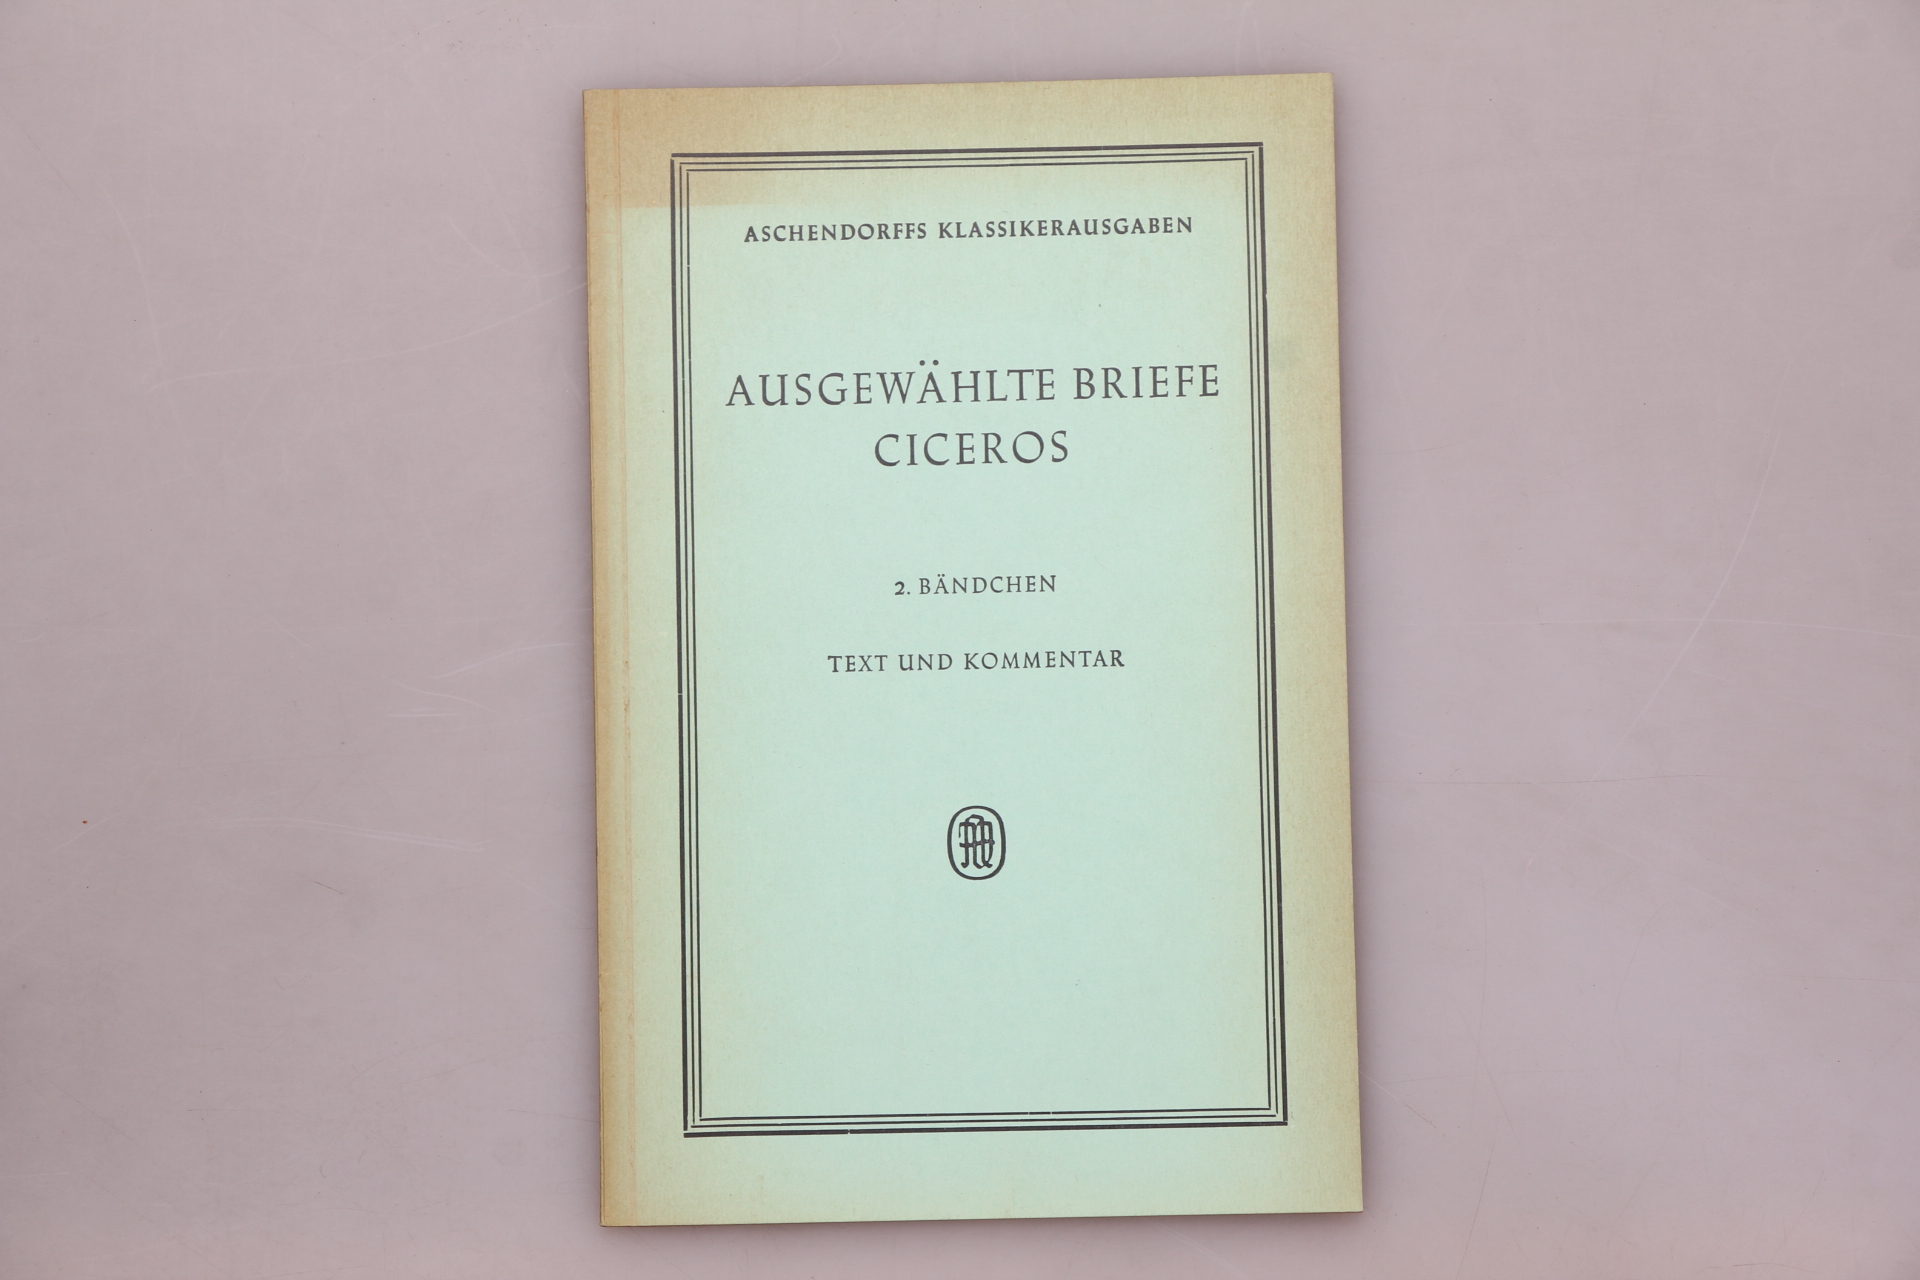 ASCHENDORFFS KLASSIKERAUSGABEN
AUSGEWÄHLTE BRIEFE
CICEROS
2. BÄNDCHEN
TEXT UND KOMMENTAR